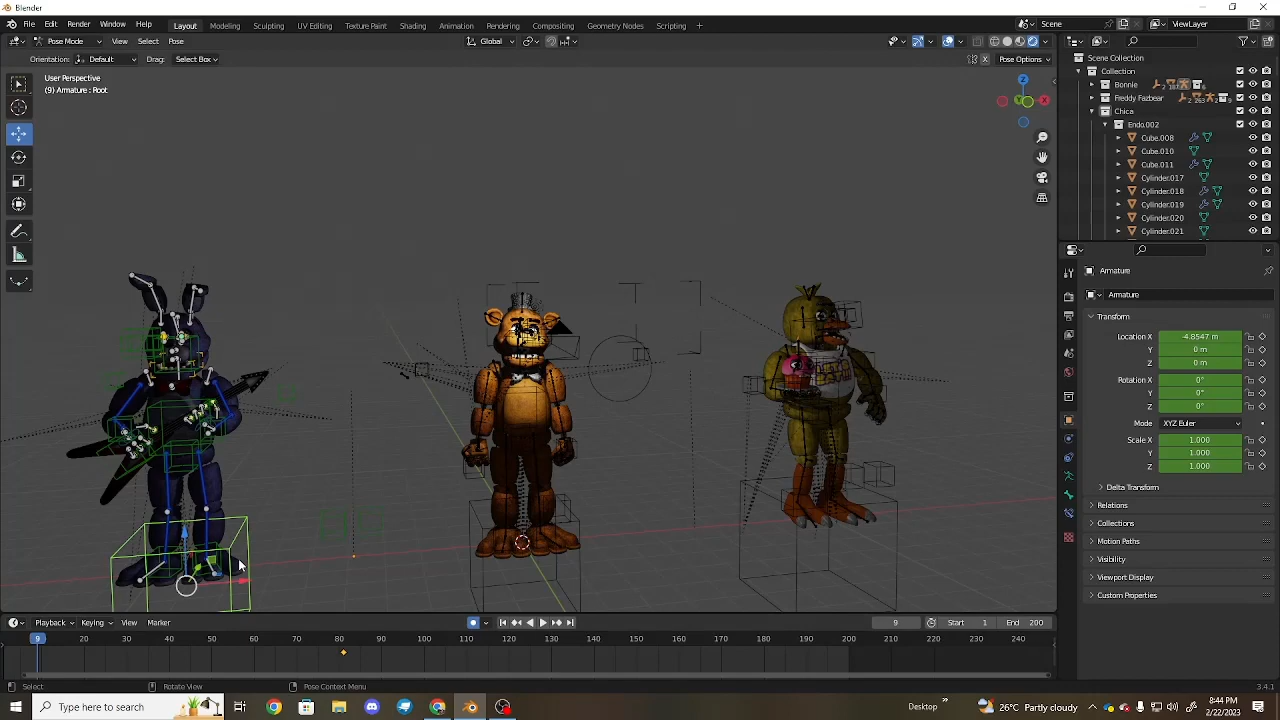 Blender
File Edit Render Window Help Layout Modeling Sculpting UV Editing Texture Paint Shading Animation Rendering Compositing Geometry Nodes Scripting + Scene ViewLayer
Pose Mode View Select Pose Global
Orientation: Default Drag: Select Box Pose Options
User Perspective
(9) Armature : Root
Z
Y
X
Scene Collection
Collection
Bonnie
Freddy Fazbear
Chica
Endo.002
Cube.008
Cube.010
Cube.011
Cylinder.017
Cylinder.018
Cylinder.019
Cylinder.020
Cylinder.021
Armature
Armature
Transform
Location X -4.8547 m
Y 0 m
Z 0 m
Rotation X 0°
Y 0°
Z 0°
Mode XYZ Euler
Scale X 1.000
Y 1.000
Z 1.000
Delta Transform
Relations
Collections
Motion Paths
Visibility
Viewport Display
Custom Properties
Playback Keying View Marker 9 Start 1 End 200
9 20 30 40 50 60 70 80 90 100 110 120 130 140 150 160 170 180 190 200 210 220 230 240
Select Rotate View Pose Context Menu 3.4.1
Type here to search Desktop 26°C Partly cloudy 8:44 PM
2/22/2023